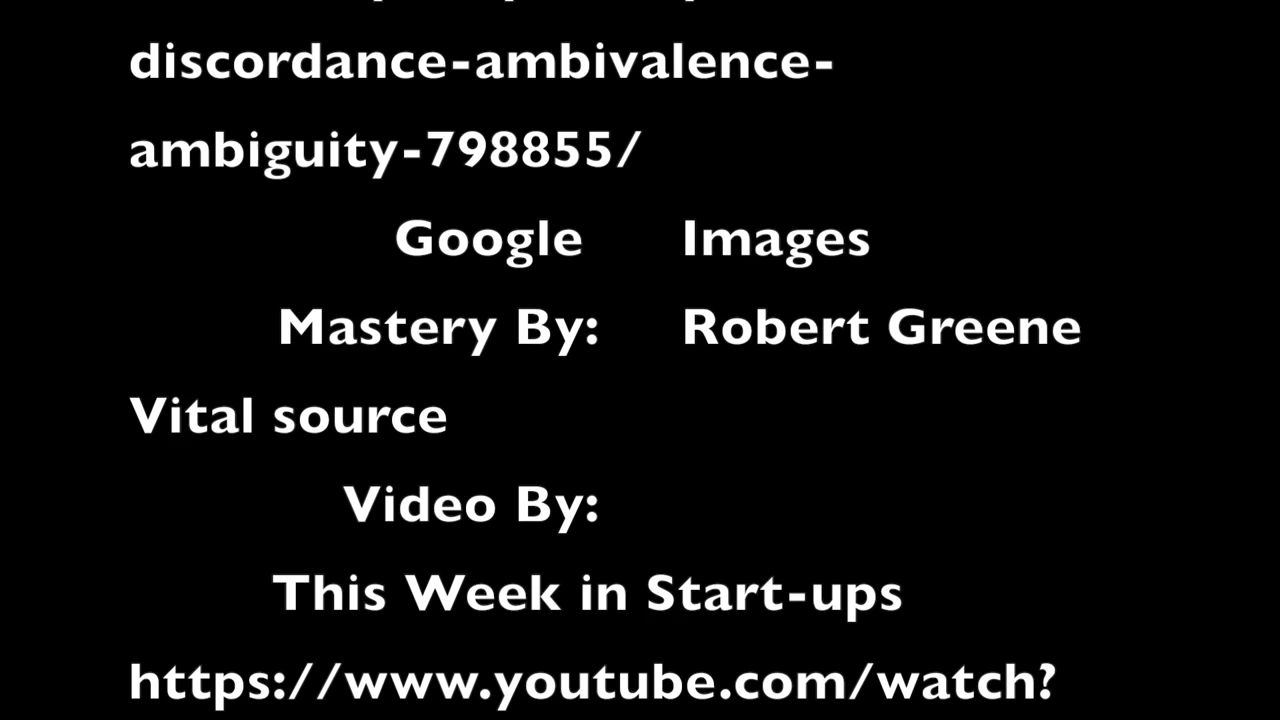 discordance-ambivalence-
ambiguity-798855/
Google Images
Mastery By: Robert Greene
Vital source
Video By:
This Week in Start-ups
https://www.youtube.com/watch?